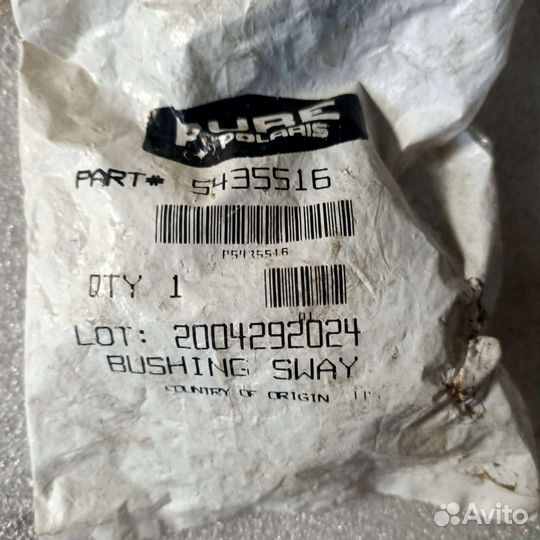 PURE
POLARIS
PART# 5435516
P5435516
QTY 1
LOT: 2004292024
BUSHING SWAY
COUNTRY OF ORIGIN
Avito